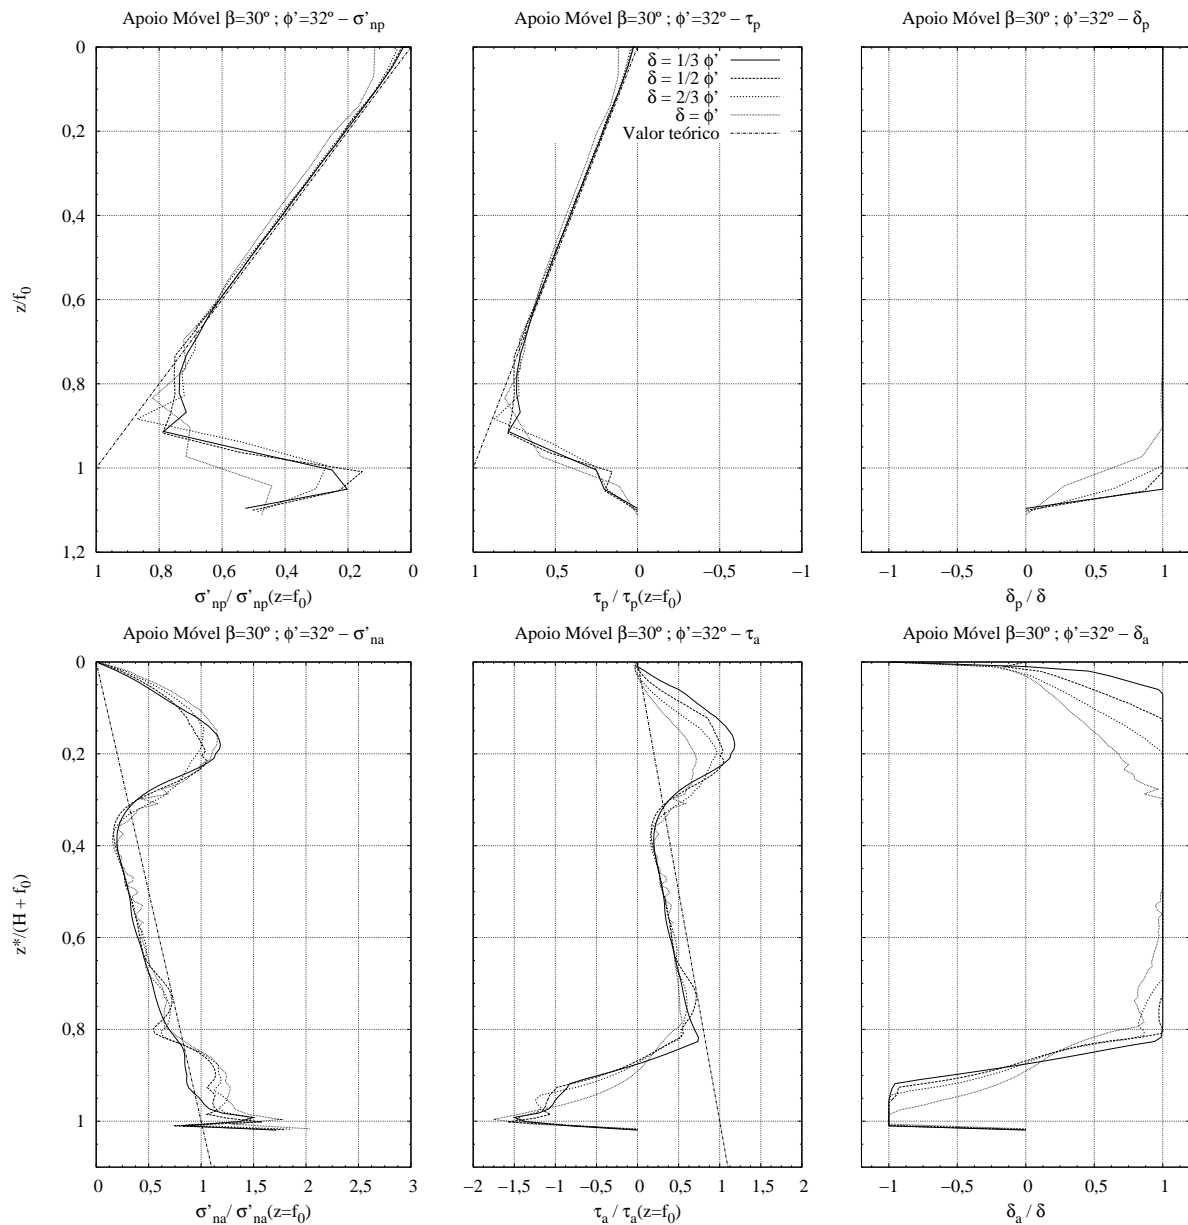 Apoio Móvel β=30º ; ϕ’=32º − σ’np
Apoio Móvel β=30º ; ϕ’=32º − τp
Apoio Móvel β=30º ; ϕ’=32º − δp
0
0,2
0,4
0,6
0,8
1
1,2
z/f0
δ = 1/3 ϕ’
δ = 1/2 ϕ’
δ = 2/3 ϕ’
δ = ϕ’
Valor teórico
1 0,8 0,6 0,4 0,2
1 0,5 0 −0,5 −1
−1 −0,5 0 0,5 1
σ’np/ σ’np(z=f0)
τp / τp(z=f0)
δp / δ
Apoio Móvel β=30º ; ϕ’=32º − σ’na
Apoio Móvel β=30º ; ϕ’=32º − τa
Apoio Móvel β=30º ; ϕ’=32º − δa
0
0,2
0,4
0,6
0,8
1
z*/(H + f0)
0 0,5 1 1,5 2 2,5 3
−2 −1,5 −1 −0,5 0 0,5 1 1,5 2
−1 −0,5 0 0,5 1
σ’na/ σ’na(z=f0)
τa / τa(z=f0)
δa / δ